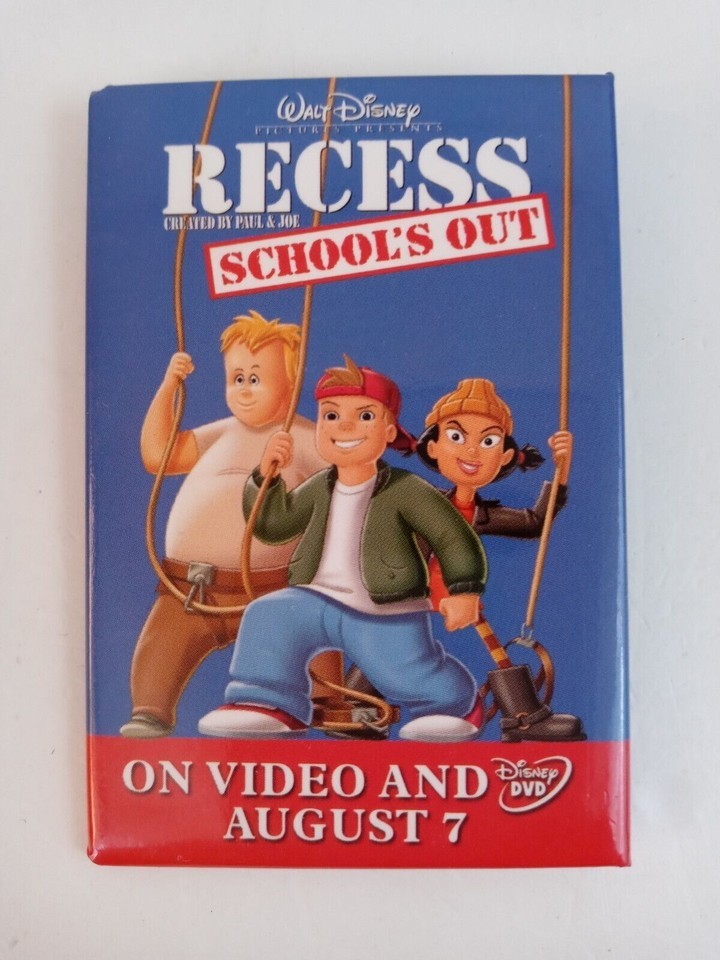 WALT DISNEY
PICTURES PRESENTS
RECESS
CREATED BY PAUL & JOE
SCHOOL'S OUT
ON VIDEO AND Disney DVD
AUGUST 7